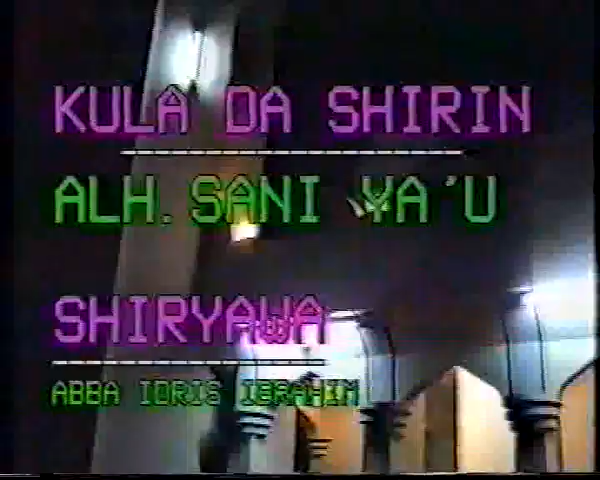 KULA DA SHIRIN
ALH. SANI YA'U
SHIRYAWA
ABBA IDRIS IBRAHIM